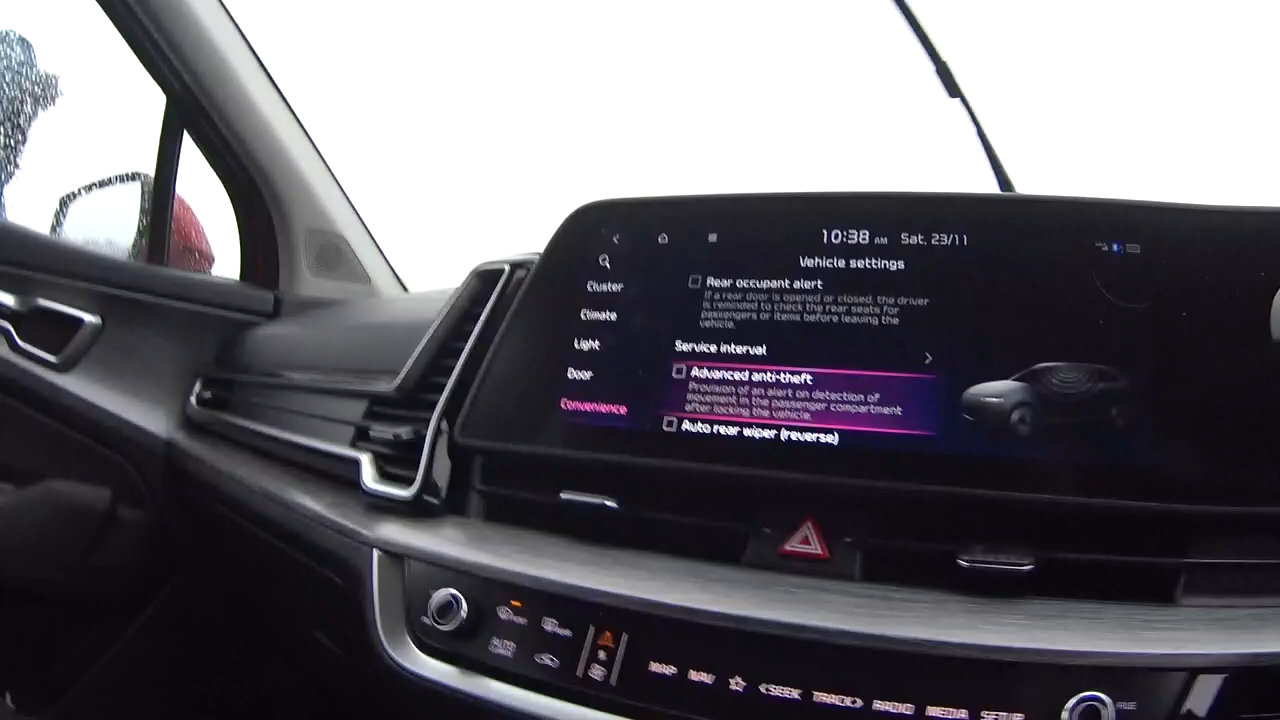 10:38 AM Sat, 23/11
Vehicle settings
Cluster
Climate
Light
Door
Convenience
Rear occupant alert
If a rear door is opened or closed, the driver
is reminded to check the rear seats for
passengers or items before leaving the
vehicle.
Service interval
Advanced anti-theft
Provision of an alert on detection of
movement in the passenger compartment
after locking the vehicle.
Auto rear wiper (reverse)
MAP NAV <SEEK TRACK> RADIO MEDIA SETUP